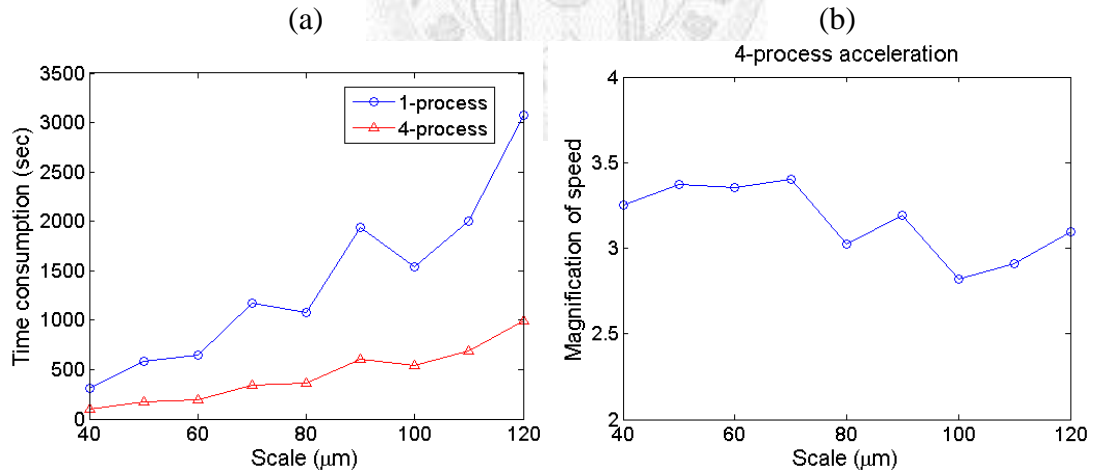 (a)
3500
3000
2500
2000
1500
1000
500
0
Time consumption (sec)
1-process
4-process
40
60
80
100
120
Scale (μm)
(b)
4-process acceleration
4
3.5
3
2.5
2
Magnification of speed
40
60
80
100
120
Scale (μm)